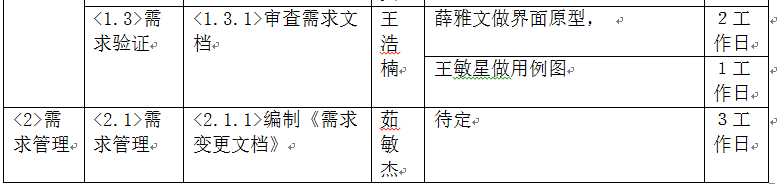 <1.3>需求验证
<1.3.1>审查需求文档
王浩楠
薛雅文做界面原型，
2工作日
王敏星做用例图
1工作日
<2>需求管理
<2.1>需求管理
<2.1.1>编制《需求变更文档》
茹敏杰
待定
3工作日